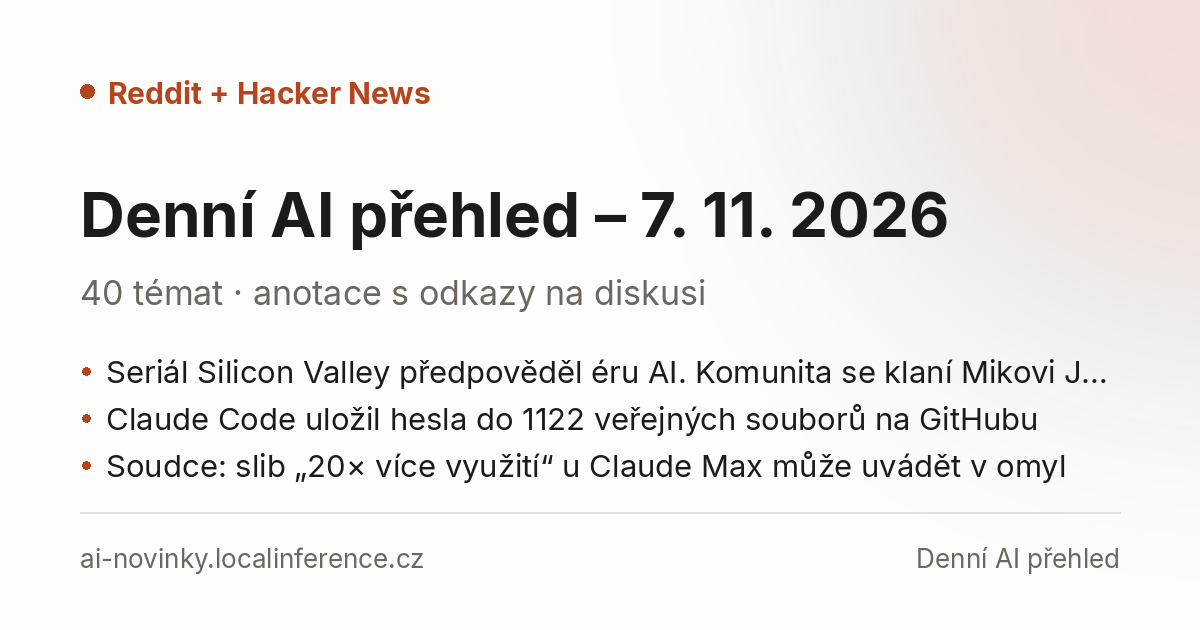 Reddit + Hacker News
Denní AI přehled – 7. 11. 2026
40 témat · anotace s odkazy na diskusi
• Seriál Silicon Valley předpověděl éru AI. Komunita se klaní Mikovi J…
• Claude Code uložil hesla do 1122 veřejných souborů na GitHubu
• Soudce: slib „20× více využití“ u Claude Max může uvádět v omyl
ai-novinky.localinference.cz
Denní AI přehled